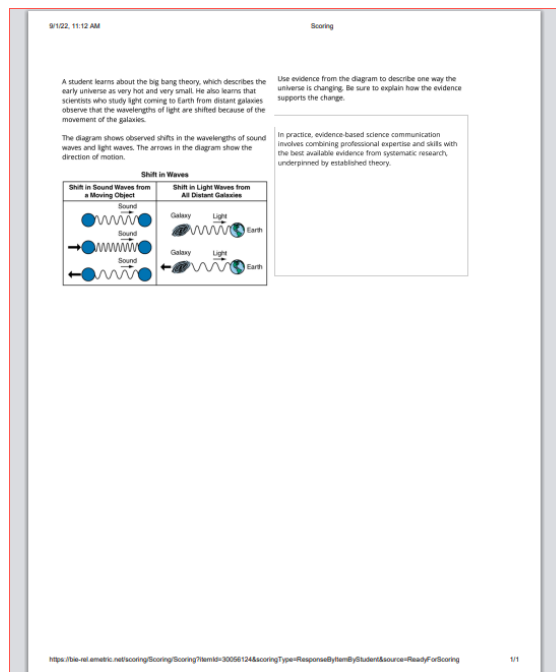 9/1/22, 11:12 AM
Scoring
A student learns about the big bang theory, which describes the
early universe as very hot and very small. He also learns that
scientists who study light coming to Earth from distant galaxies
observe that the wavelengths of light are shifted because of the
movement of the galaxies.
The diagram shows observed shifts in the wavelengths of sound
waves and light waves. The arrows in the diagram show the
direction of motion.
Shift in Waves
Shift in Sound Waves from
a Moving Object
Sound
Sound
Sound
Shift in Light Waves from
All Distant Galaxies
Galaxy Light
Earth
Galaxy Light
Earth
Use evidence from the diagram to describe one way the
universe is changing. Be sure to explain how the evidence
supports the change.
In practice, evidence-based science communication
involves combining professional expertise and skills with
the best available evidence from systematic research,
underpinned by established theory.
https://bie-rel.emetric.net/scoring/Scoring/Scoring?itemId=30056124&scoringType=ResponseByItemByStudent&source=ReadyForScoring
1/1